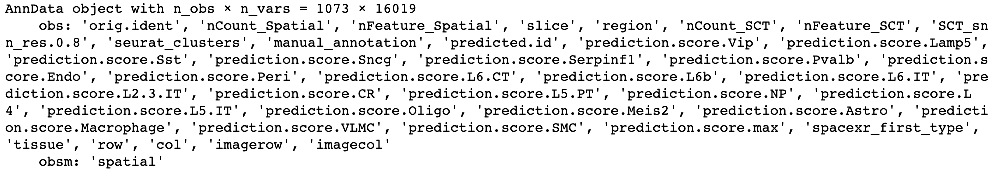 AnnData object with n_obs × n_vars = 1073 × 16019
    obs: 'orig.ident', 'nCount_Spatial', 'nFeature_Spatial', 'slice', 'region', 'nCount_SCT', 'nFeature_SCT', 'SCT_sn
n_res.0.8', 'seurat_clusters', 'manual_annotation', 'predicted.id', 'prediction.score.Vip', 'prediction.score.Lamp5',
'prediction.score.Sst', 'prediction.score.Sncg', 'prediction.score.Serpinf1', 'prediction.score.Pvalb', 'prediction.s
core.Endo', 'prediction.score.Peri', 'prediction.score.L6.CT', 'prediction.score.L6b', 'prediction.score.L6.IT', 'pre
diction.score.L2.3.IT', 'prediction.score.CR', 'prediction.score.L5.PT', 'prediction.score.NP', 'prediction.score.L
4', 'prediction.score.L5.IT', 'prediction.score.Oligo', 'prediction.score.Meis2', 'prediction.score.Astro', 'predicti
on.score.Macrophage', 'prediction.score.VLMC', 'prediction.score.SMC', 'prediction.score.max', 'spacexr_first_type',
'tissue', 'row', 'col', 'imagerow', 'imagecol'
    obsm: 'spatial'